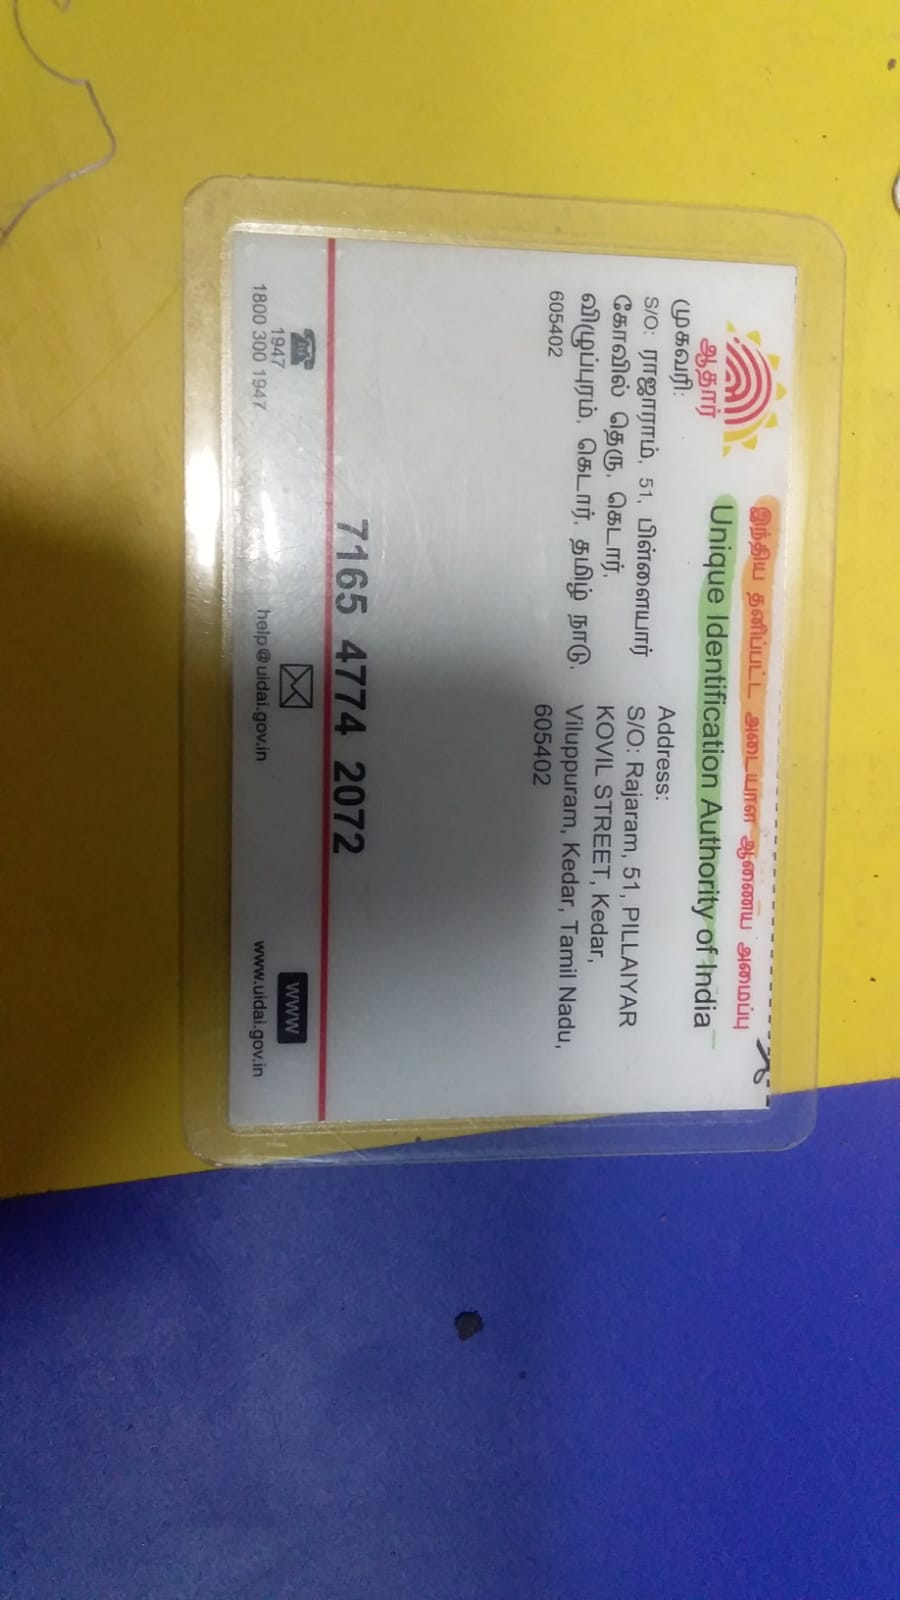 இந்திய தனிப்பட்ட அடையாள ஆணைய அமைப்பு
Unique Identification Authority of India
ஆதார்
முகவரி:
S/O: ராஜாராம், 51, பிள்ளையார்
கோவில் தெரு, கெடார்,
விழுப்புரம், கெடார், தமிழ் நாடு,
605402
Address:
S/O: Rajaram, 51, PILLAIYAR
KOVIL STREET, Kedar,
Viluppuram, Kedar, Tamil Nadu,
605402
7165 4774 2072
1947
1800 300 1947
help@uidai.gov.in
www
www.uidai.gov.in